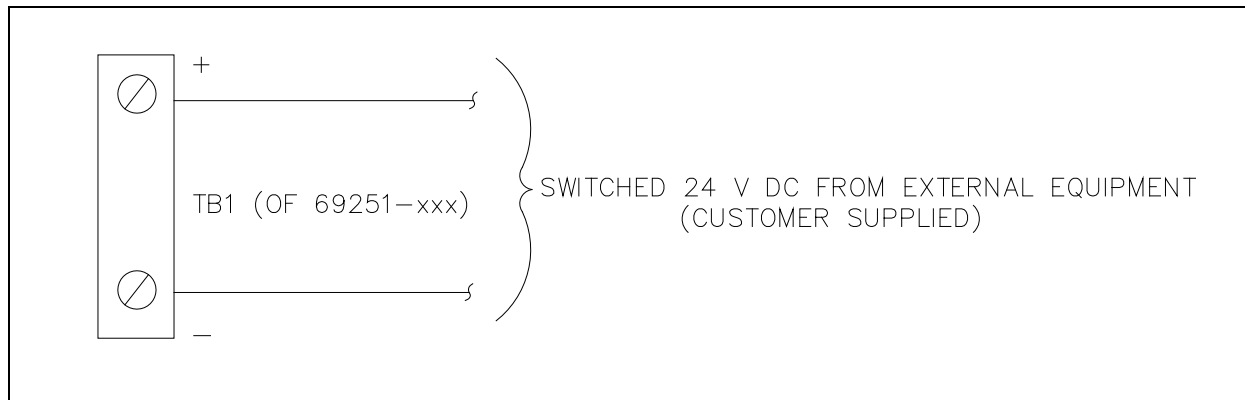 +
TB1 (OF 69251-xxx)
SWITCHED 24 V DC FROM EXTERNAL EQUIPMENT
(CUSTOMER SUPPLIED)
-